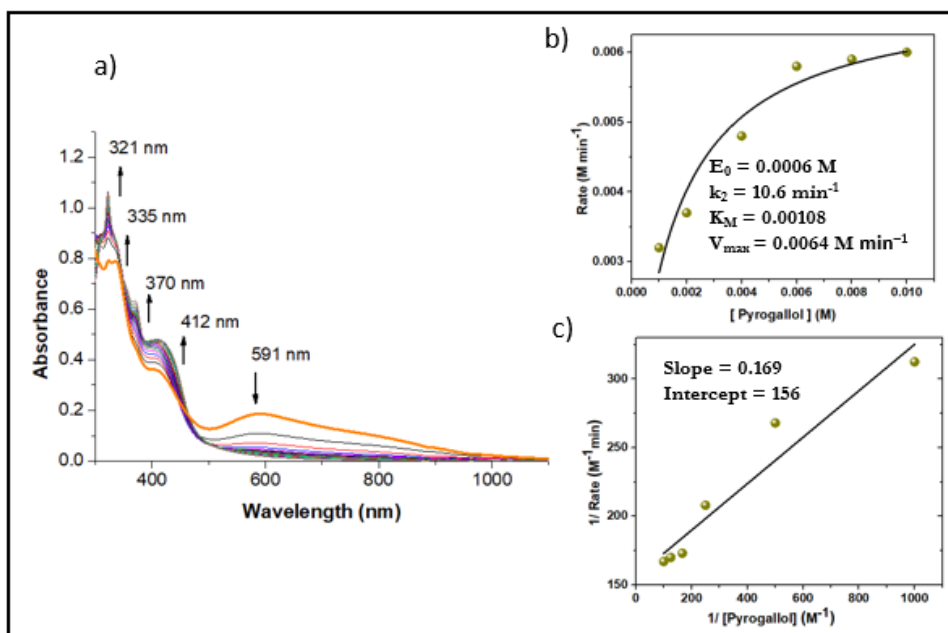 a)
321 nm
335 nm
370 nm
412 nm
591 nm
1.2
1.0
0.8
0.6
0.4
0.2
0.0
Absorbance
400
600
800
1000
Wavelength (nm)
b)
0.006
0.005
0.004
0.003
Rate (M min⁻¹)
E₀ = 0.0006 M
k₂ = 10.6 min⁻¹
K_M = 0.00108
V_max = 0.0064 M min⁻¹
0.000 0.002 0.004 0.006 0.008 0.010
[ Pyrogallol ] (M)
c)
Slope = 0.169
Intercept = 156
300
250
200
150
1/ Rate (M⁻¹min)
0 200 400 600 800 1000
1/ [Pyrogallol] (M⁻¹)